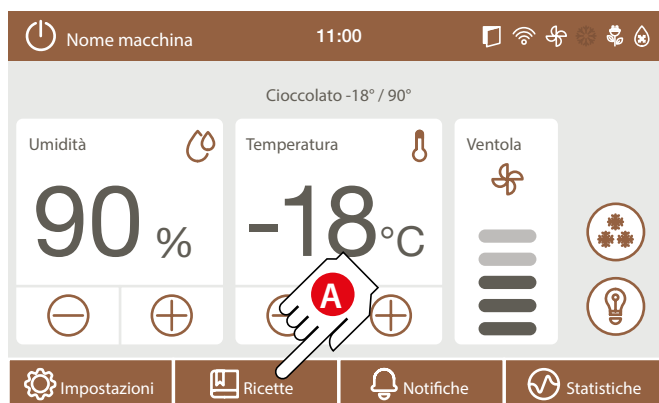 Nome macchina
11:00
Cioccolato -18° / 90°
Umidità
90 %
Temperatura
-18°C
Ventola
A
Impostazioni
Ricette
Notifiche
Statistiche